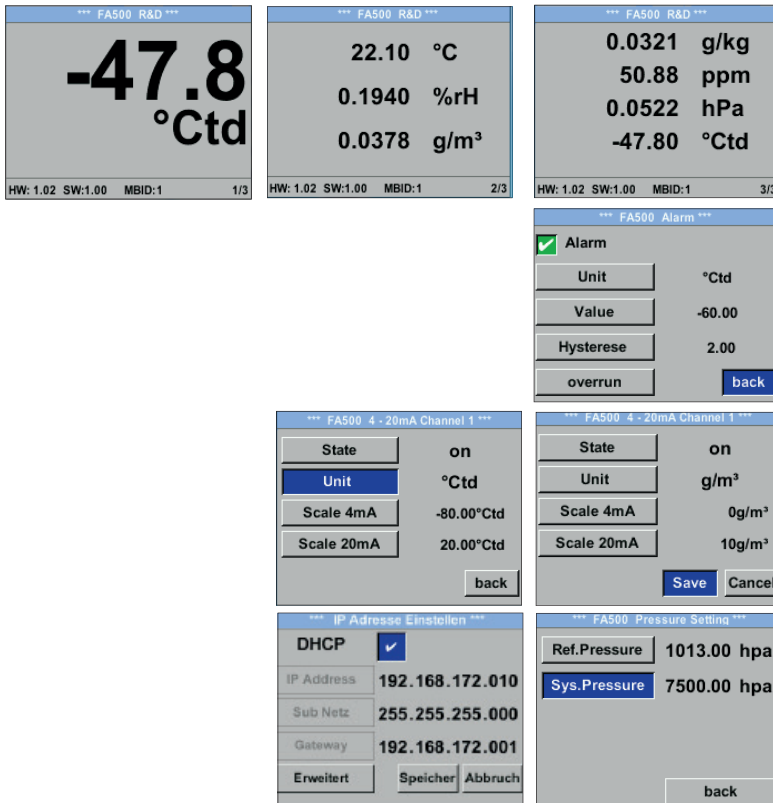 *** FA500 R&D ***
-47.8
°Ctd
HW: 1.02 SW:1.00 MBID:1 1/3
*** FA500 R&D ***
22.10 °C
0.1940 %rH
0.0378 g/m³
HW: 1.02 SW:1.00 MBID:1 2/3
*** FA500 R&D ***
0.0321 g/kg
50.88 ppm
0.0522 hPa
-47.80 °Ctd
HW: 1.02 SW:1.00 MBID:1 3/3
*** FA500 Alarm ***
Alarm
Unit °Ctd
Value -60.00
Hysterese 2.00
overrun back
*** FA500 4 - 20mA Channel 1 ***
State on
Unit °Ctd
Scale 4mA -80.00°Ctd
Scale 20mA 20.00°Ctd
back
*** FA500 4 - 20mA Channel 1 ***
State on
Unit g/m³
Scale 4mA 0g/m³
Scale 20mA 10g/m³
Save Cancel
*** IP Adresse Einstellen ***
DHCP
IP Address 192.168.172.010
Sub Netz 255.255.255.000
Gateway 192.168.172.001
Erweitert Speicher Abbruch
*** FA500 Pressure Setting ***
Ref.Pressure 1013.00 hpa
Sys.Pressure 7500.00 hpa
back